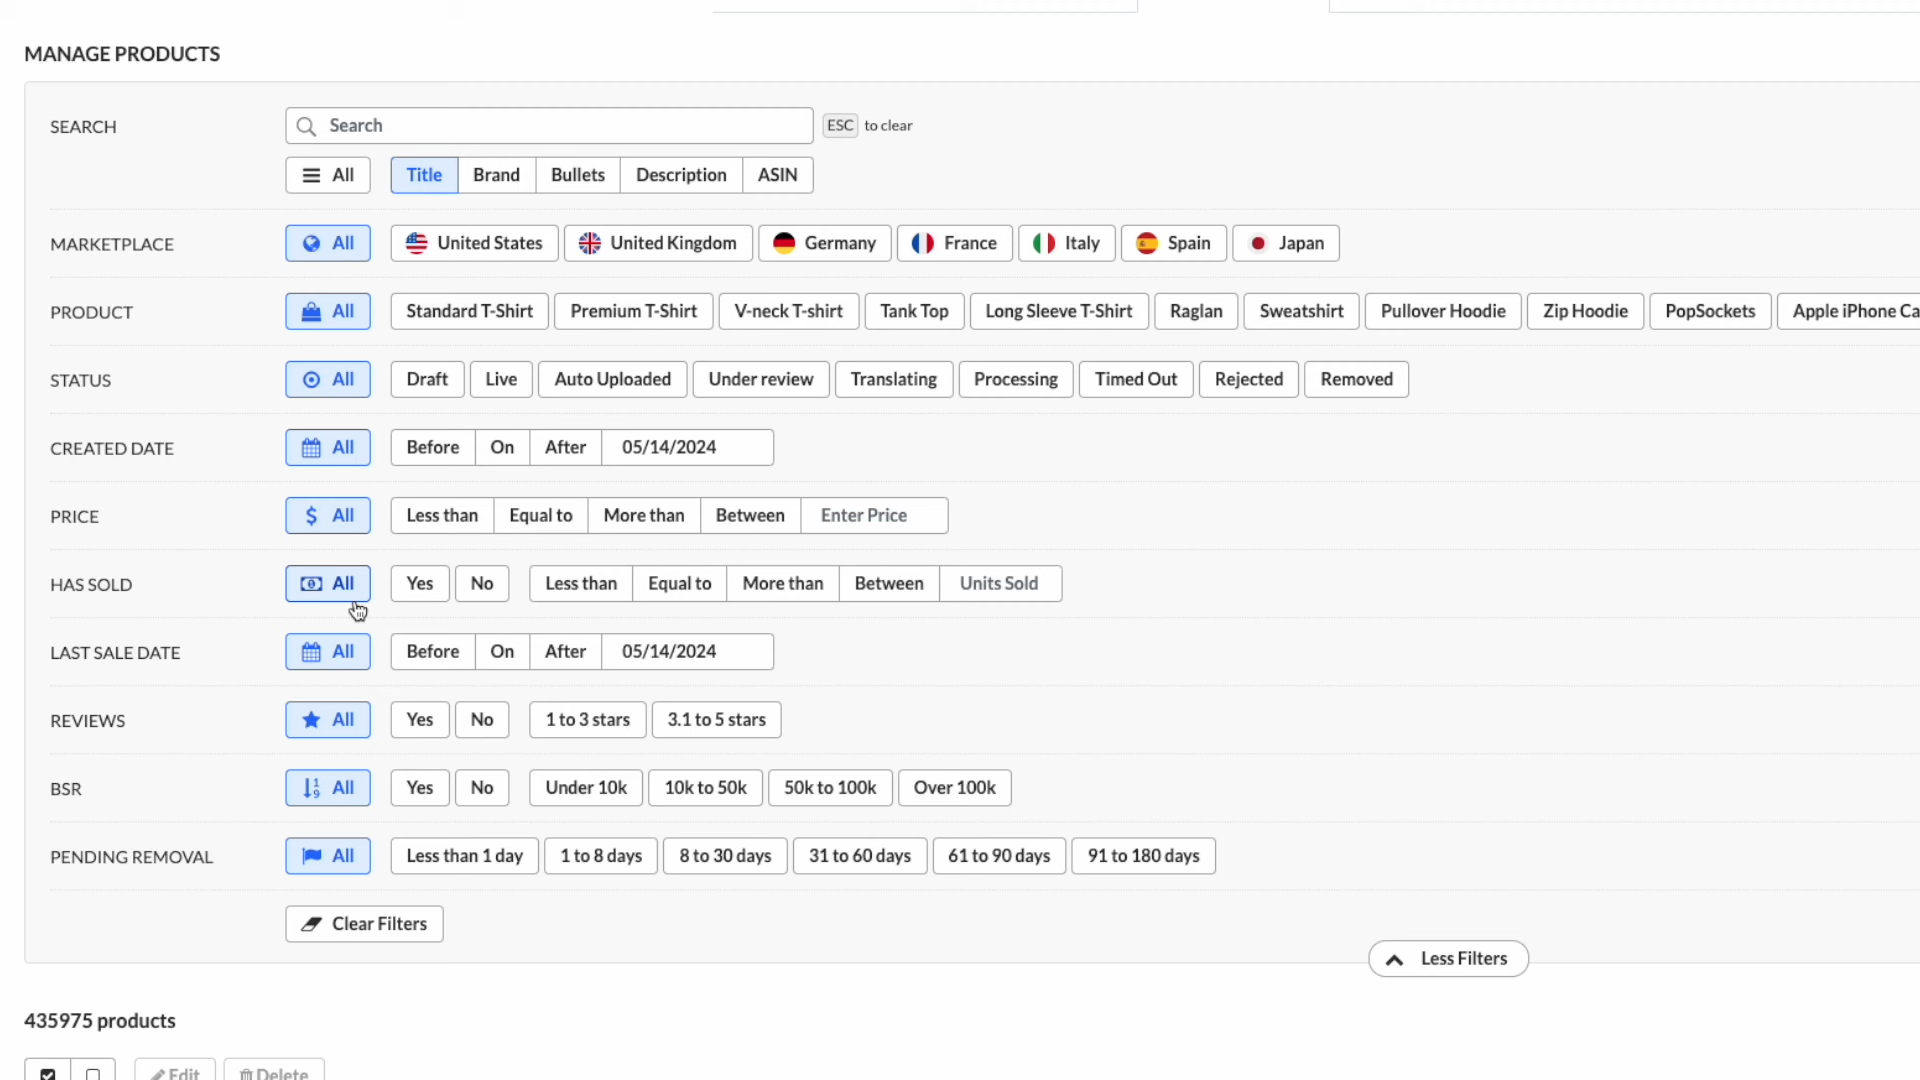 MANAGE PRODUCTS
SEARCH Search ESC to clear
All Title Brand Bullets Description ASIN
MARKETPLACE All United States United Kingdom Germany France Italy Spain Japan
PRODUCT All Standard T-Shirt Premium T-Shirt V-neck T-shirt Tank Top Long Sleeve T-Shirt Raglan Sweatshirt Pullover Hoodie Zip Hoodie PopSockets Apple iPhone Ca
STATUS All Draft Live Auto Uploaded Under review Translating Processing Timed Out Rejected Removed
CREATED DATE All Before On After 05/14/2024
PRICE $ All Less than Equal to More than Between Enter Price
HAS SOLD All Yes No Less than Equal to More than Between Units Sold
LAST SALE DATE All Before On After 05/14/2024
REVIEWS All Yes No 1 to 3 stars 3.1 to 5 stars
BSR All Yes No Under 10k 10k to 50k 50k to 100k Over 100k
PENDING REMOVAL All Less than 1 day 1 to 8 days 8 to 30 days 31 to 60 days 61 to 90 days 91 to 180 days
Clear Filters
Less Filters
435975 products
Edit Delete